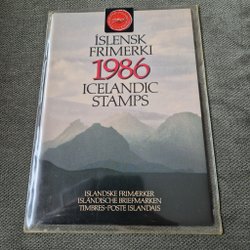 ÍSLENSK
FRÍMERKI
1986
ICELANDIC
STAMPS
ISLANDSKE FRIMÆRKER
ISLÄNDISCHE BRIEFMARKEN
TIMBRES-POSTE ISLANDAIS